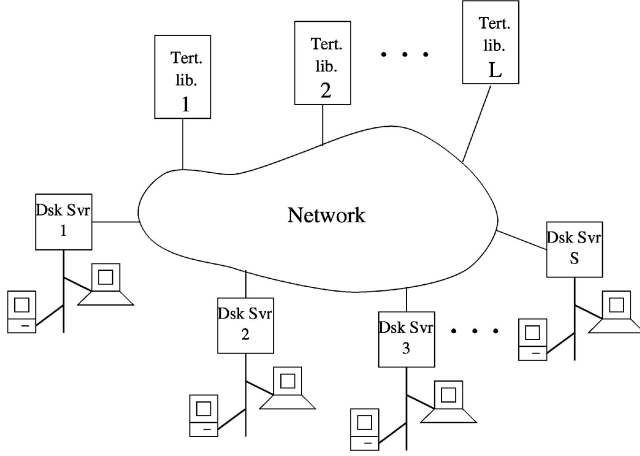 Tert.
lib.
1
Tert.
lib.
2
• • •
Tert.
lib.
L
Network
Dsk Svr
1
Dsk Svr
S
Dsk Svr
2
Dsk Svr
3
• • •